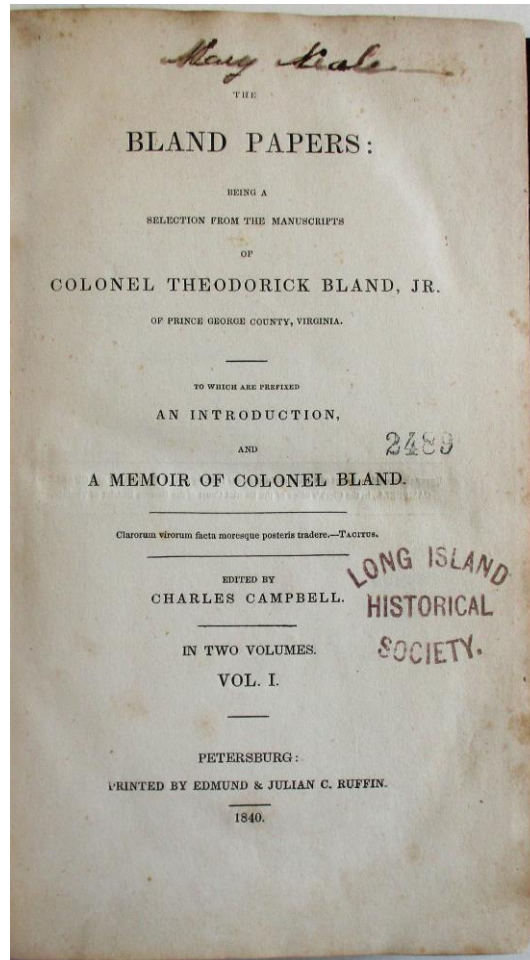 Mary Neale
THE
BLAND PAPERS:
BEING A
SELECTION FROM THE MANUSCRIPTS
OF
COLONEL THEODORICK BLAND, JR.
OF PRINCE GEORGE COUNTY, VIRGINIA.
TO WHICH ARE PREFIXED
AN INTRODUCTION,
AND
2489
A MEMOIR OF COLONEL BLAND.
Clarorum virorum facta moresque posteris tradere.—TACITUS.
EDITED BY
CHARLES CAMPBELL.
LONG ISLAND
HISTORICAL
SOCIETY.
IN TWO VOLUMES.
VOL. I.
PETERSBURG:
PRINTED BY EDMUND & JULIAN C. RUFFIN.
1840.